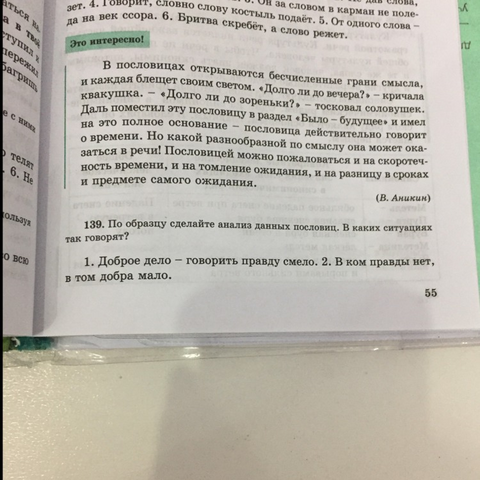 зет. 4. Говорит, словно слову костыль подаёт. 5. От одного слова –
да на век ссора. 6. Бритва скребёт, а слово режет.
Это интересно!
В пословицах открываются бесчисленные грани смысла,
и каждая блещет своим светом. «Долго ли до вечера?» – кричала
квакушка. – «Долго ли до зореньки?» – тосковал соловушек.
Даль поместил эту пословицу в раздел «Было – будущее» и имел
на это полное основание – пословица действительно говорит
о времени. Но какой разнообразной по смыслу она может ока-
заться в речи! Пословицей можно пожаловаться и на скоротеч-
ность времени, и на томление ожидания, и на разницу в сроках
и предмете самого ожидания.
(В. Аникин)
139. По образцу сделайте анализ данных пословиц. В каких ситуациях
так говорят?
1. Доброе дело – говорить правду смело. 2. В ком правды нет,
в том добра мало.
55